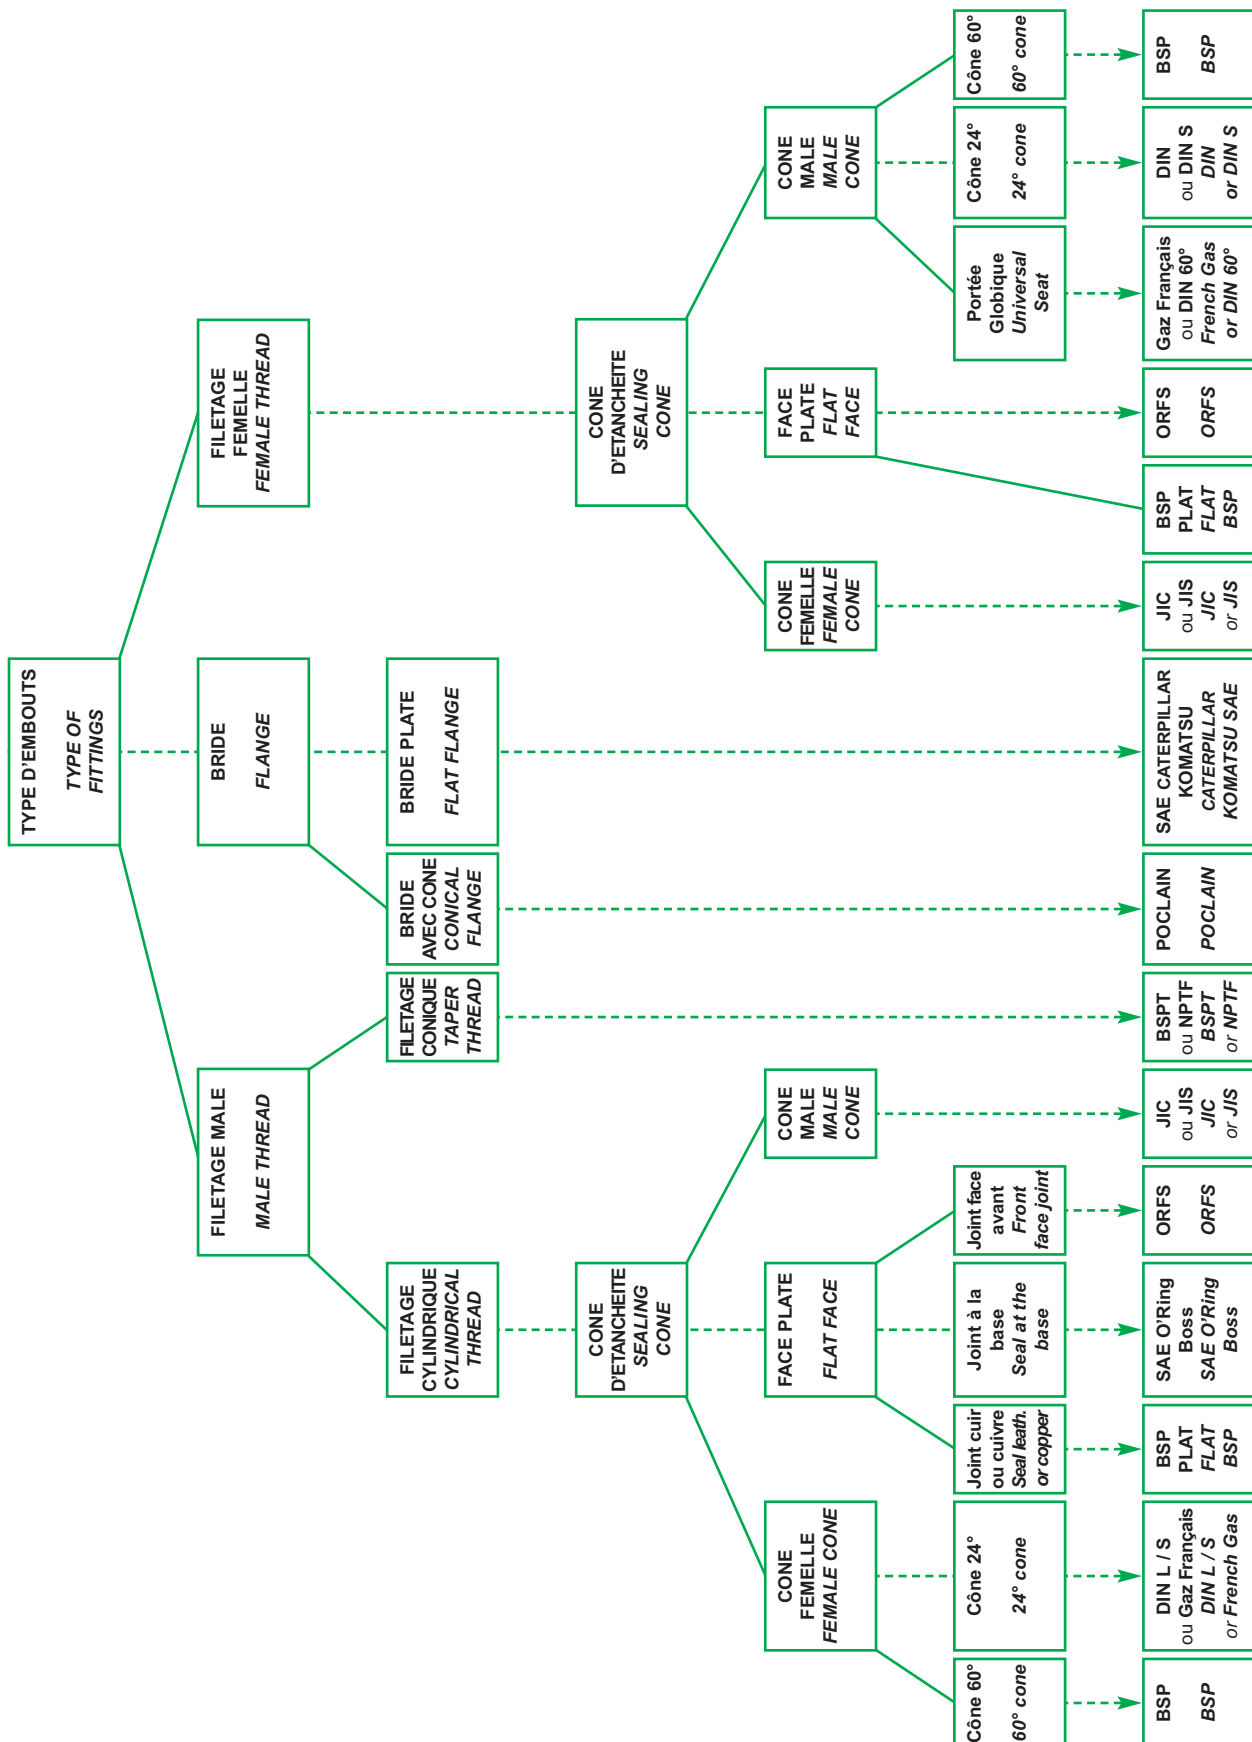 TYPE D'EMBOUTS
TYPE OF
FITTINGS
FILETAGE MALE
MALE THREAD
BRIDE
FLANGE
FILETAGE
FEMELLE
FEMALE THREAD
FILETAGE
CYLINDRIQUE
CYLINDRICAL
THREAD
FILETAGE
CONIQUE
TAPER
THREAD
BRIDE
AVEC CONE
CONICAL
FLANGE
BRIDE PLATE
FLAT FLANGE
CONE
D'ETANCHEITE
SEALING
CONE
CONE
D'ETANCHEITE
SEALING
CONE
CONE
FEMELLE
FEMALE CONE
FACE PLATE
FLAT FACE
CONE
MALE
MALE
CONE
CONE
FEMELLE
FEMALE
CONE
FACE
PLATE
FLAT
FACE
CONE
MALE
MALE
CONE
Cône 60°
60° cone
Cône 24°
24° cone
Joint cuir
ou cuivre
Seal leath.
or copper
Joint à la
base
Seal at the
base
Joint face
avant
Front
face joint
Portée
Globique
Universal
Seat
Cône 24°
24° cone
Cône 60°
60° cone
BSP
BSP
DIN L / S
ou Gaz Français
DIN L / S
or French Gas
BSP
PLAT
FLAT
BSP
SAE O'Ring
Boss
SAE O'Ring
Boss
ORFS
ORFS
JIC
ou JIS
JIC
or JIS
BSPT
ou NPTF
BSPT
or NPTF
POCLAIN
POCLAIN
SAE CATERPILLAR
KOMATSU
CATERPILLAR
KOMATSU SAE
JIC
ou JIS
JIC
or JIS
BSP
PLAT
FLAT
BSP
ORFS
ORFS
Gaz Français
ou DIN 60°
French Gas
or DIN 60°
DIN
ou DIN S
DIN
or DIN S
BSP
BSP